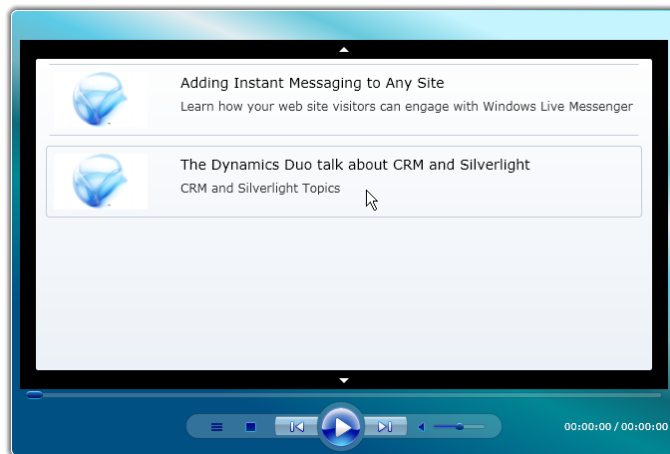 Adding Instant Messaging to Any Site
Learn how your web site visitors can engage with Windows Live Messenger
The Dynamics Duo talk about CRM and Silverlight
CRM and Silverlight Topics
00:00:00 / 00:00:00